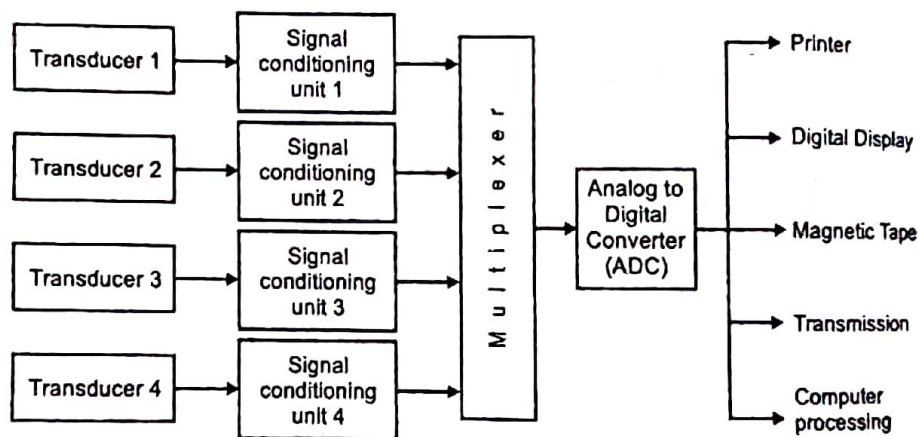 Transducer 1
Signal
conditioning
unit 1
Transducer 2
Signal
conditioning
unit 2
Transducer 3
Signal
conditioning
unit 3
Transducer 4
Signal
conditioning
unit 4
Multiplexer
Analog to
Digital
Converter
(ADC)
Printer
Digital Display
Magnetic Tape
Transmission
Computer
processing